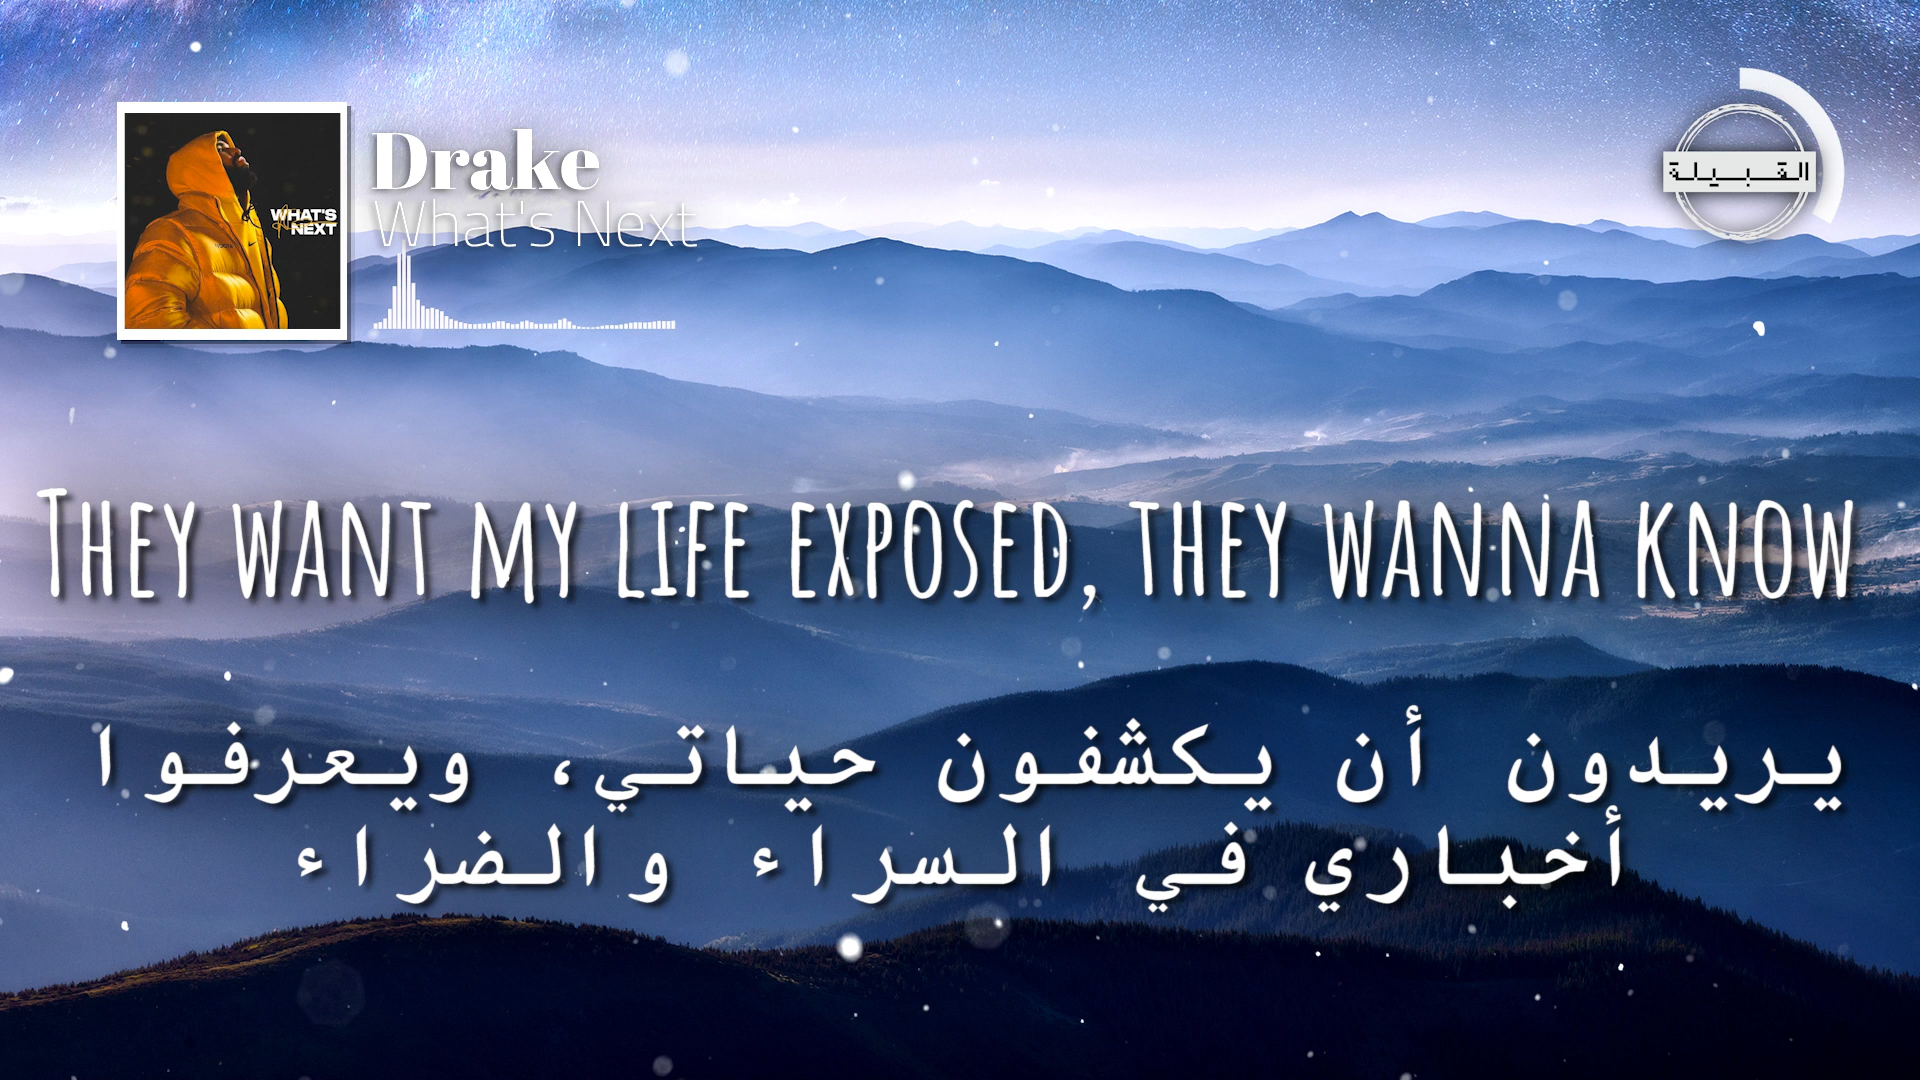 Drake
What's Next
WHAT'S
NEXT
القبيلة
They want my life exposed, they wanna know
يريدون أن يكشفون حياتي، ويعرفوا
أخباري في السراء والضراء